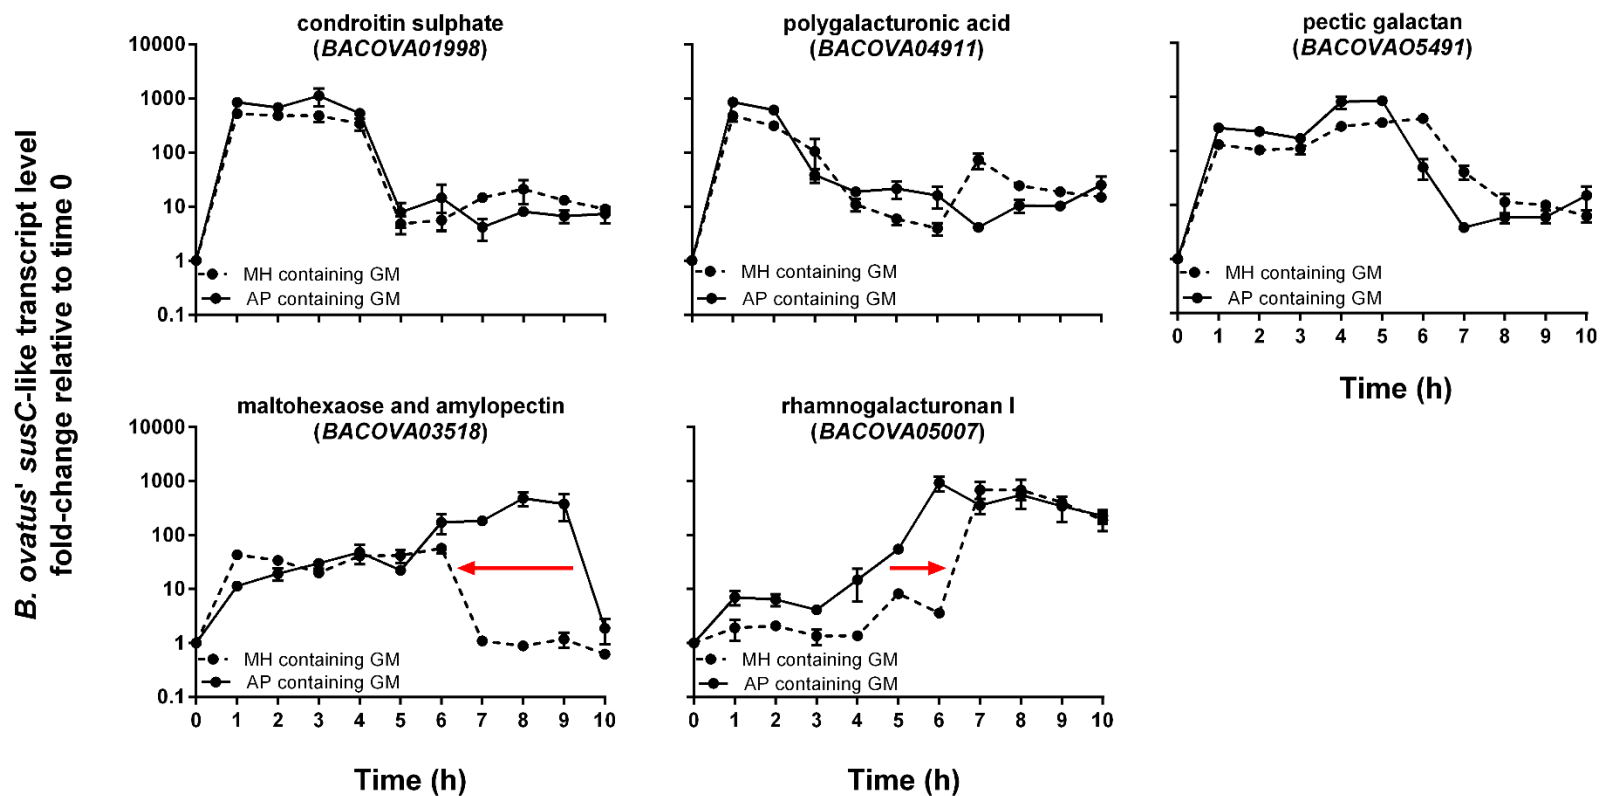 B. ovatus' susC-like transcript level
fold-change relative to time 0
condroitin sulphate
(BACOVA01998)
10000
1000
100
10
1
0.1
MH containing GM
AP containing GM
polygalacturonic acid
(BACOVA04911)
MH containing GM
AP containing GM
pectic galactan
(BACOVAO5491)
MH containing GM
AP containing GM
0 1 2 3 4 5 6 7 8 9 10
Time (h)
maltohexaose and amylopectin
(BACOVA03518)
10000
1000
100
10
1
0.1
MH containing GM
AP containing GM
0 1 2 3 4 5 6 7 8 9 10
Time (h)
rhamnogalacturonan I
(BACOVA05007)
MH containing GM
AP containing GM
0 1 2 3 4 5 6 7 8 9 10
Time (h)